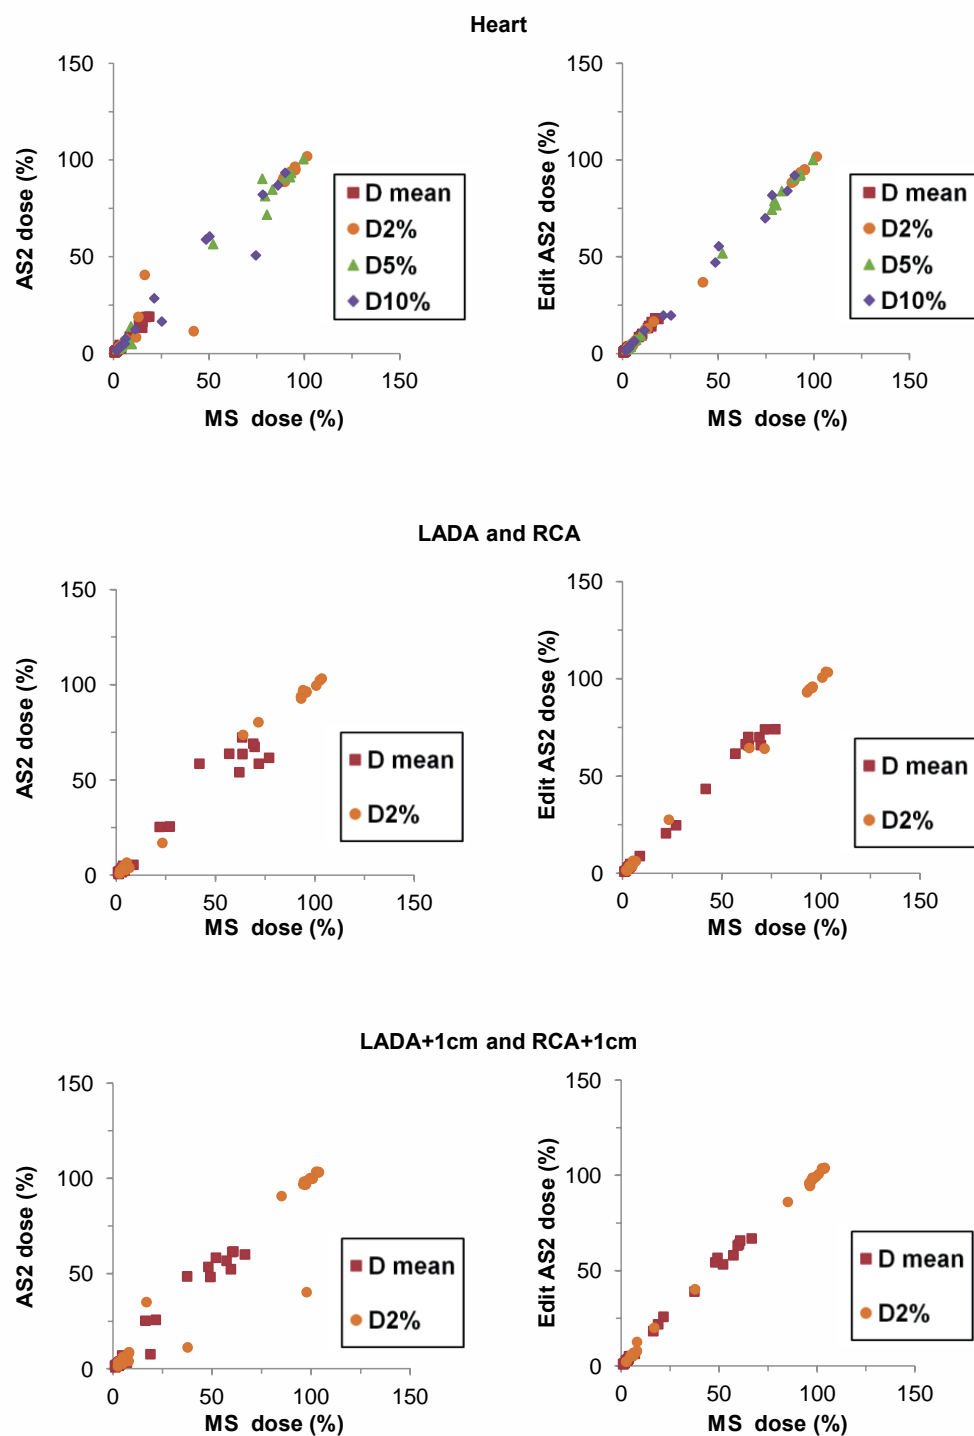 Heart
150
100
50
0
0 50 100 150
AS2 dose (%)
MS dose (%)
D mean
D2%
D5%
D10%
150
100
50
0
0 50 100 150
Edit AS2 dose (%)
MS dose (%)
D mean
D2%
D5%
D10%
LADA and RCA
150
100
50
0
0 50 100 150
AS2 dose (%)
MS dose (%)
D mean
D2%
150
100
50
0
0 50 100 150
Edit AS2 dose (%)
MS dose (%)
D mean
D2%
LADA+1cm and RCA+1cm
150
100
50
0
0 50 100 150
AS2 dose (%)
MS dose (%)
D mean
D2%
150
100
50
0
0 50 100 150
Edit AS2 dose (%)
MS dose (%)
D mean
D2%